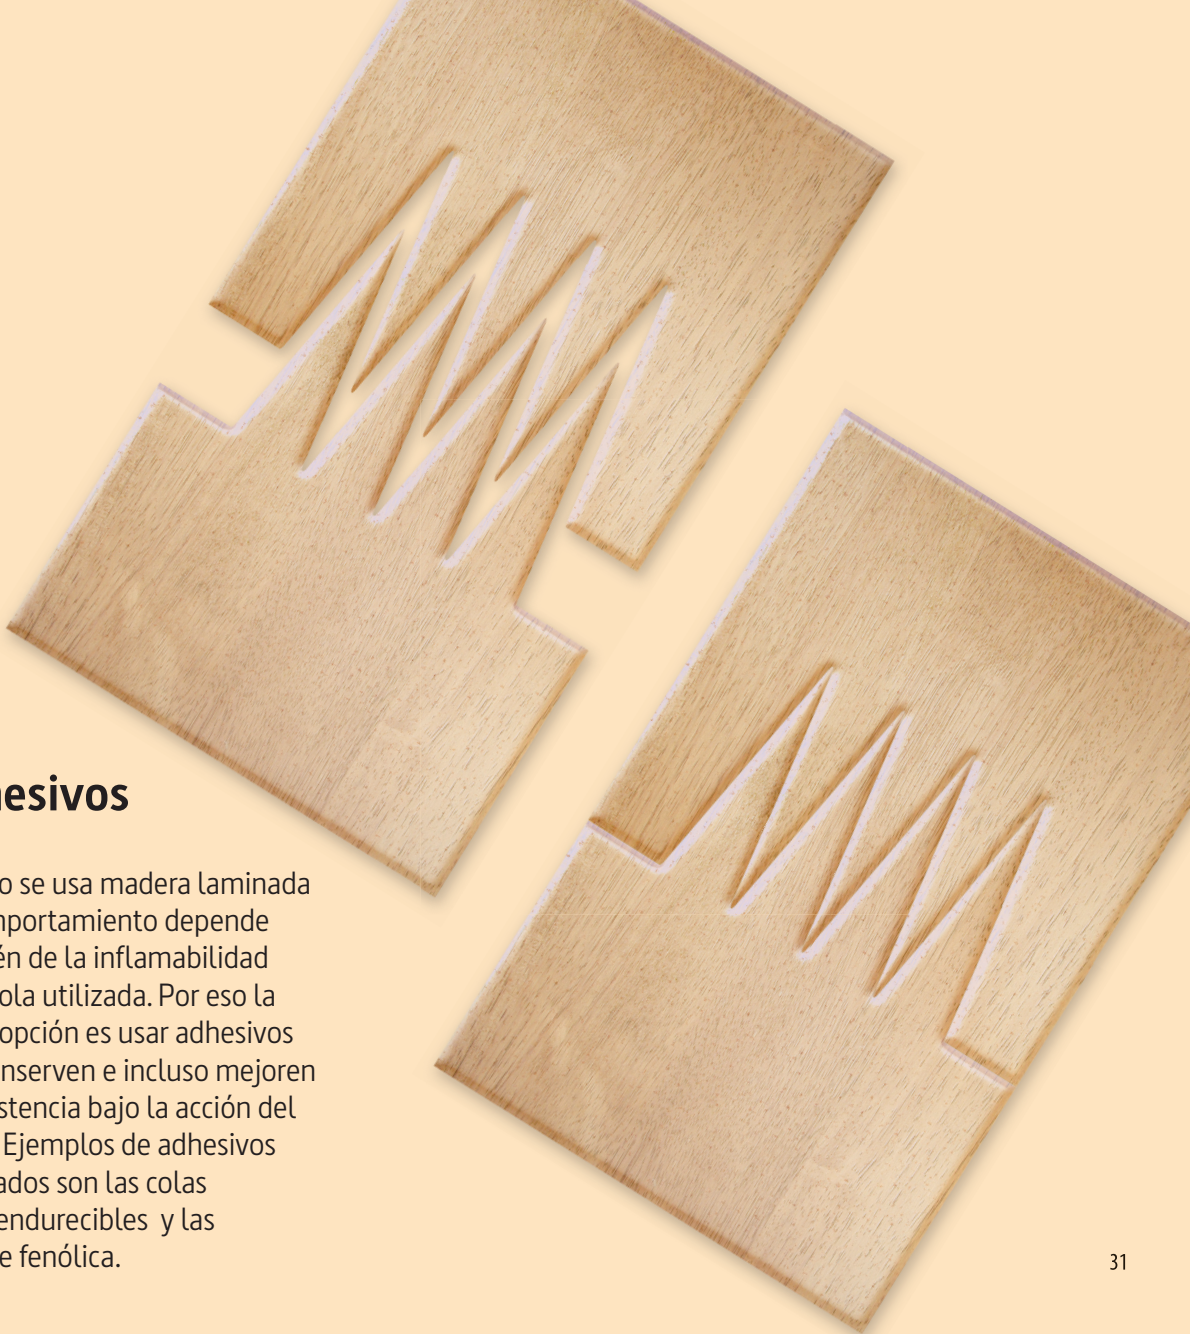 esivos
o se usa madera laminada
mportamiento depende
én de la inflamabilidad
ola utilizada. Por eso la
opción es usar adhesivos
nserven e incluso mejoren
stencia bajo la acción del
Ejemplos de adhesivos
ados son las colas
endurecibles y las
e fenólica.
31